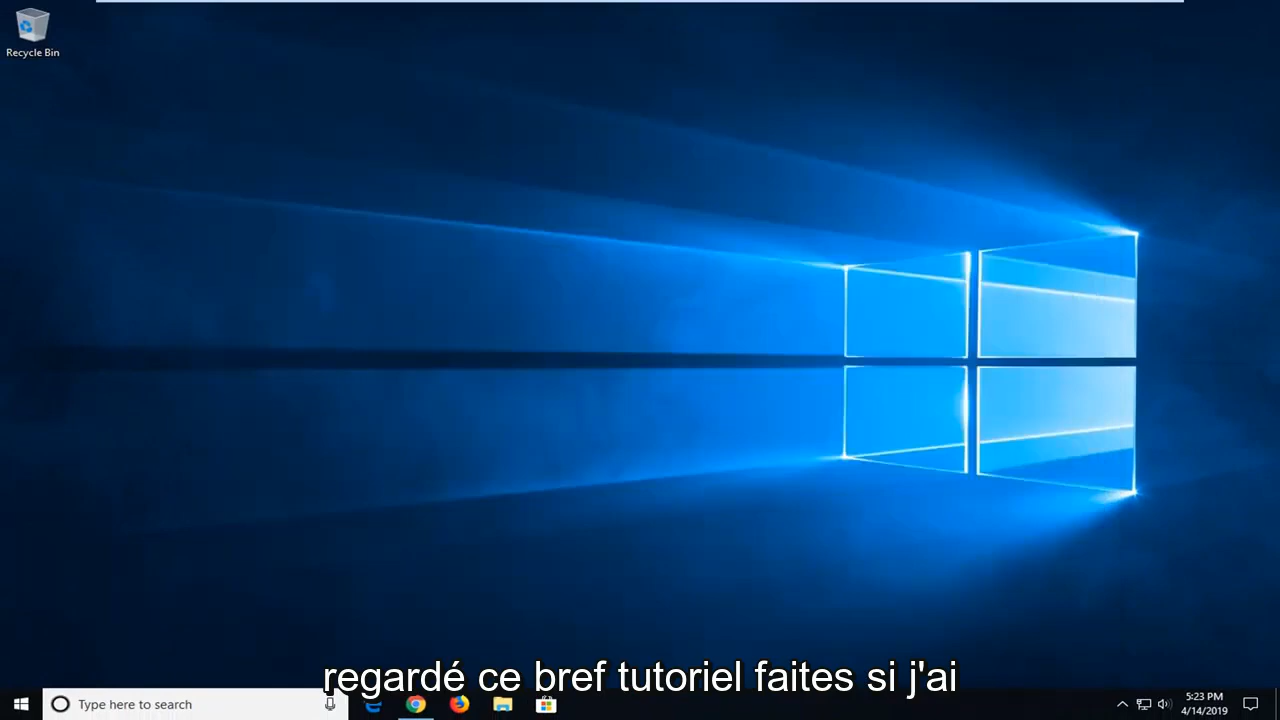 Recycle Bin
regardé ce bref tutoriel faites si j'ai
Type here to search
5:23 PM
4/14/2019